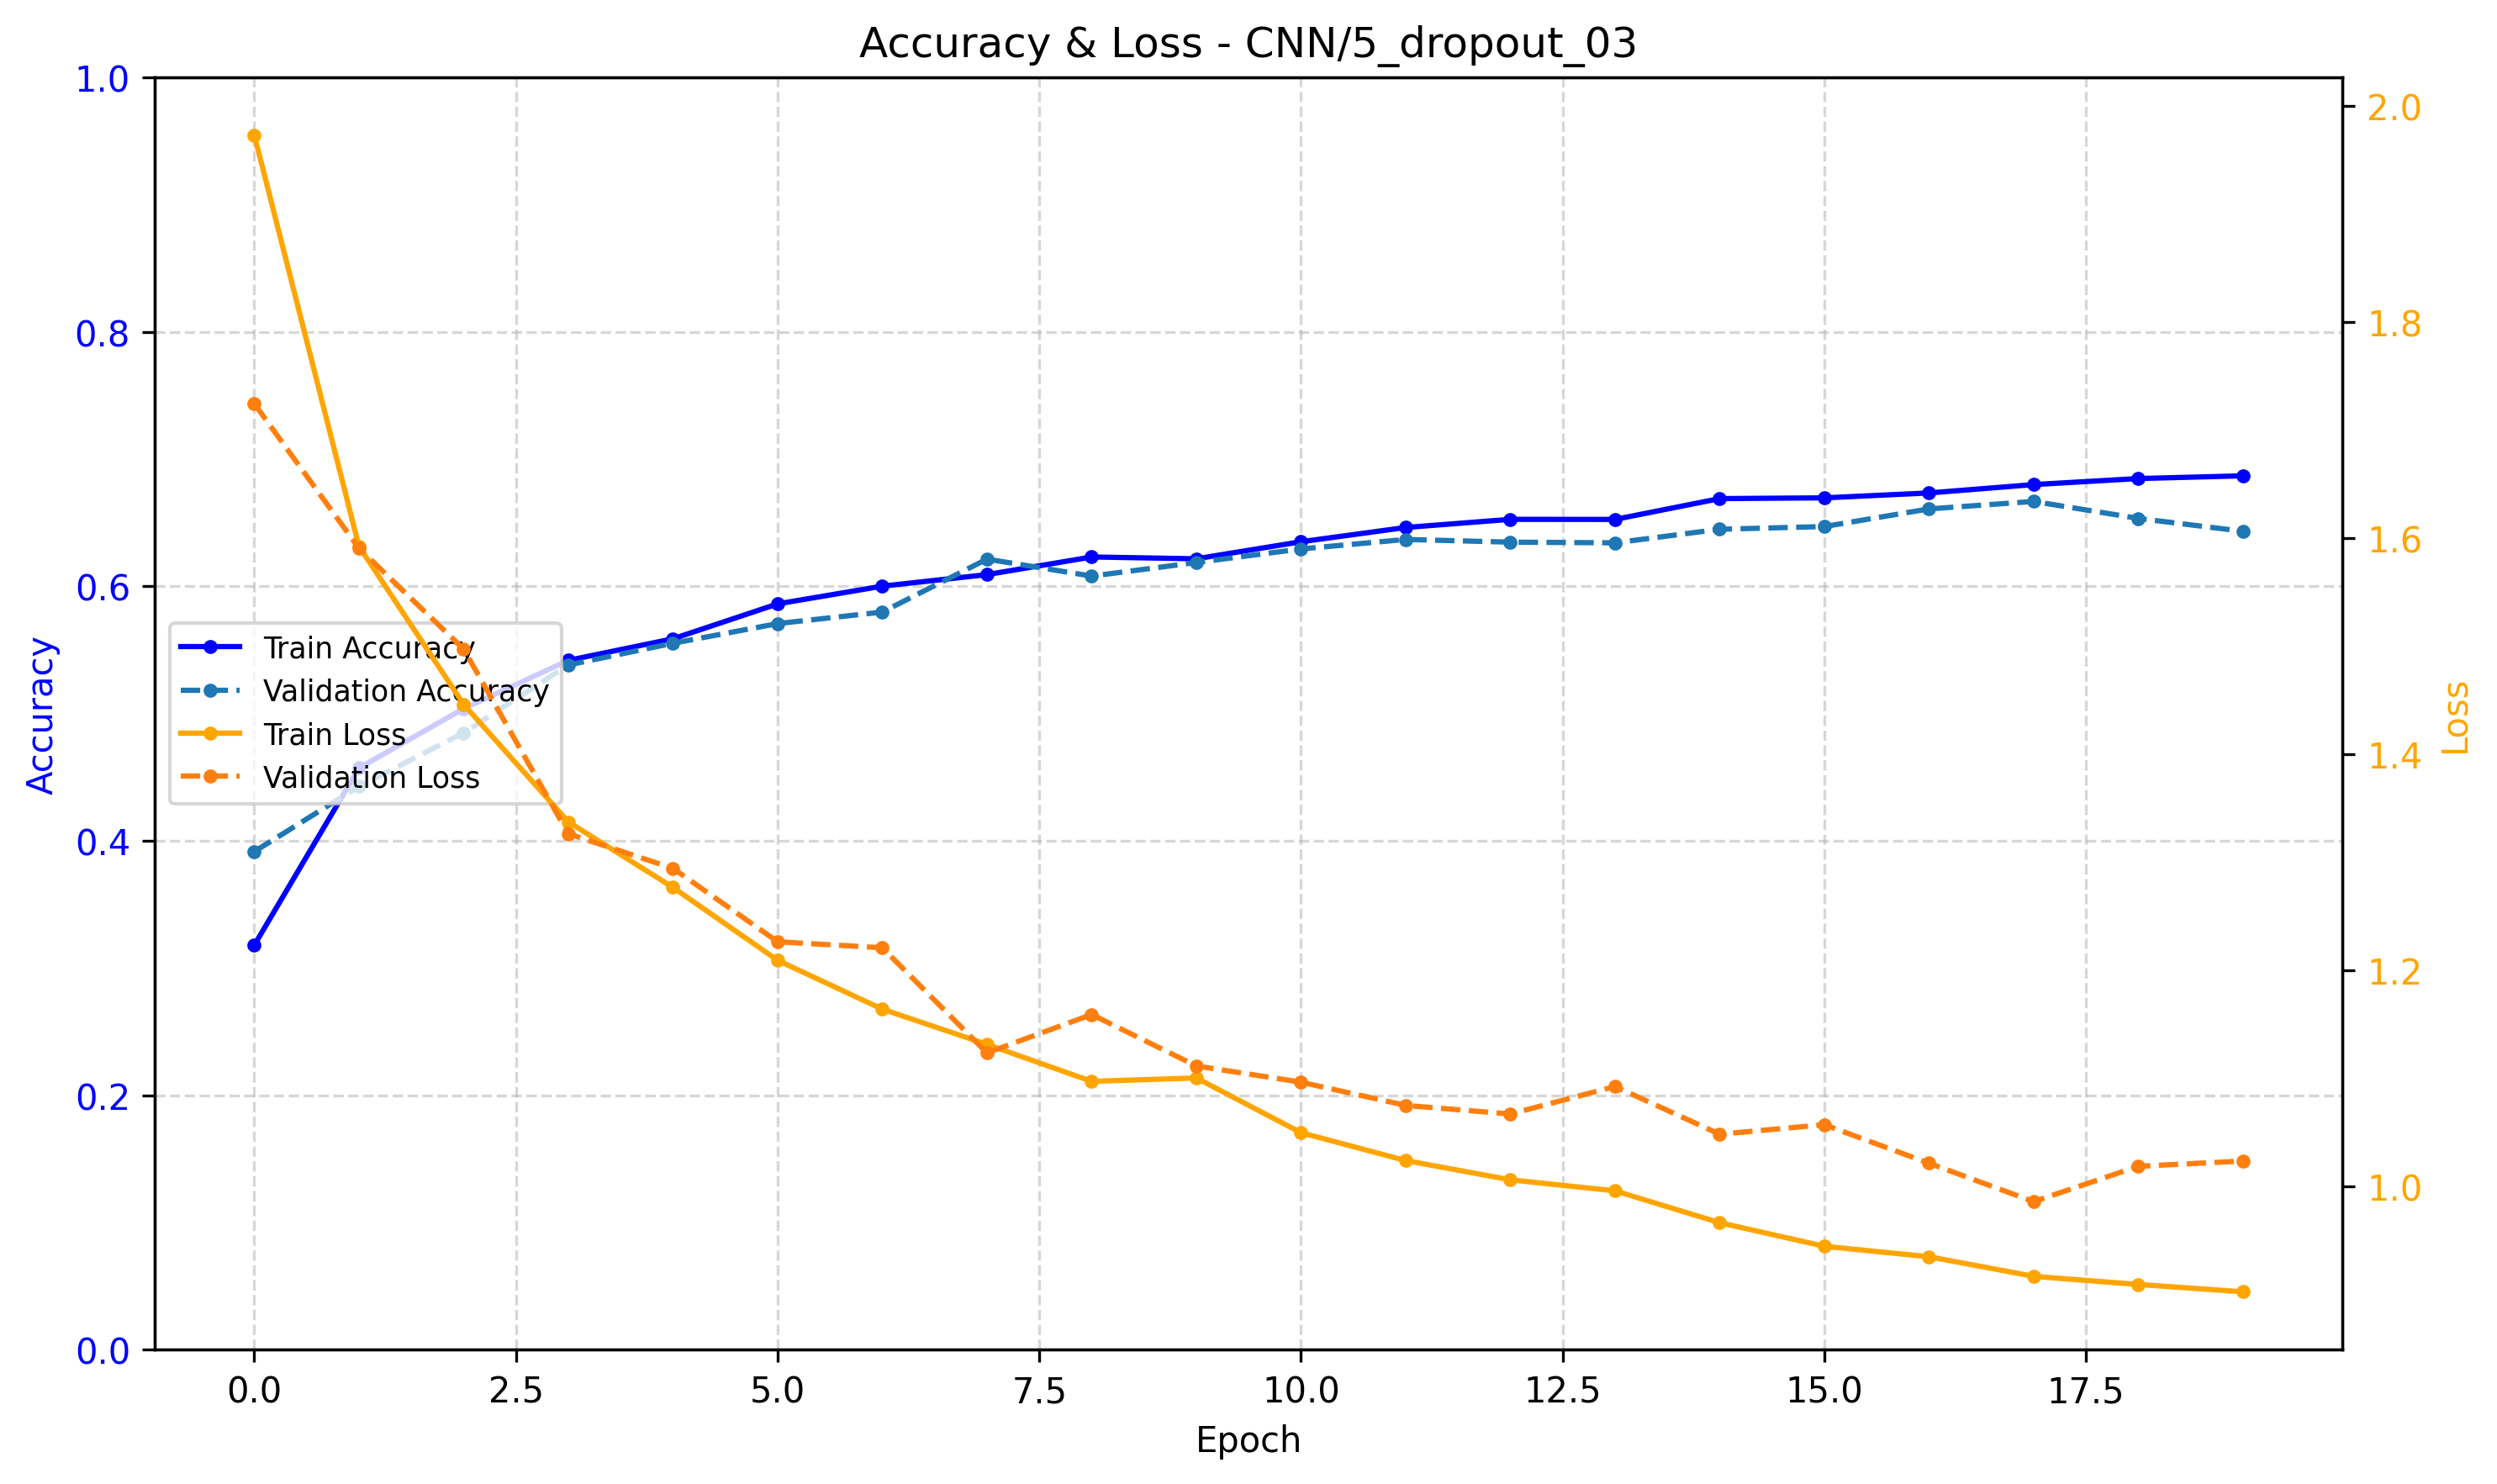 Accuracy & Loss - CNN/5_dropout_03
1.0
0.8
0.6
0.4
0.2
0.0
Accuracy
Train Accuracy
Validation Accuracy
Train Loss
Validation Loss
2.0
1.8
1.6
1.4
1.2
1.0
Loss
0.0 2.5 5.0 7.5 10.0 12.5 15.0 17.5
Epoch